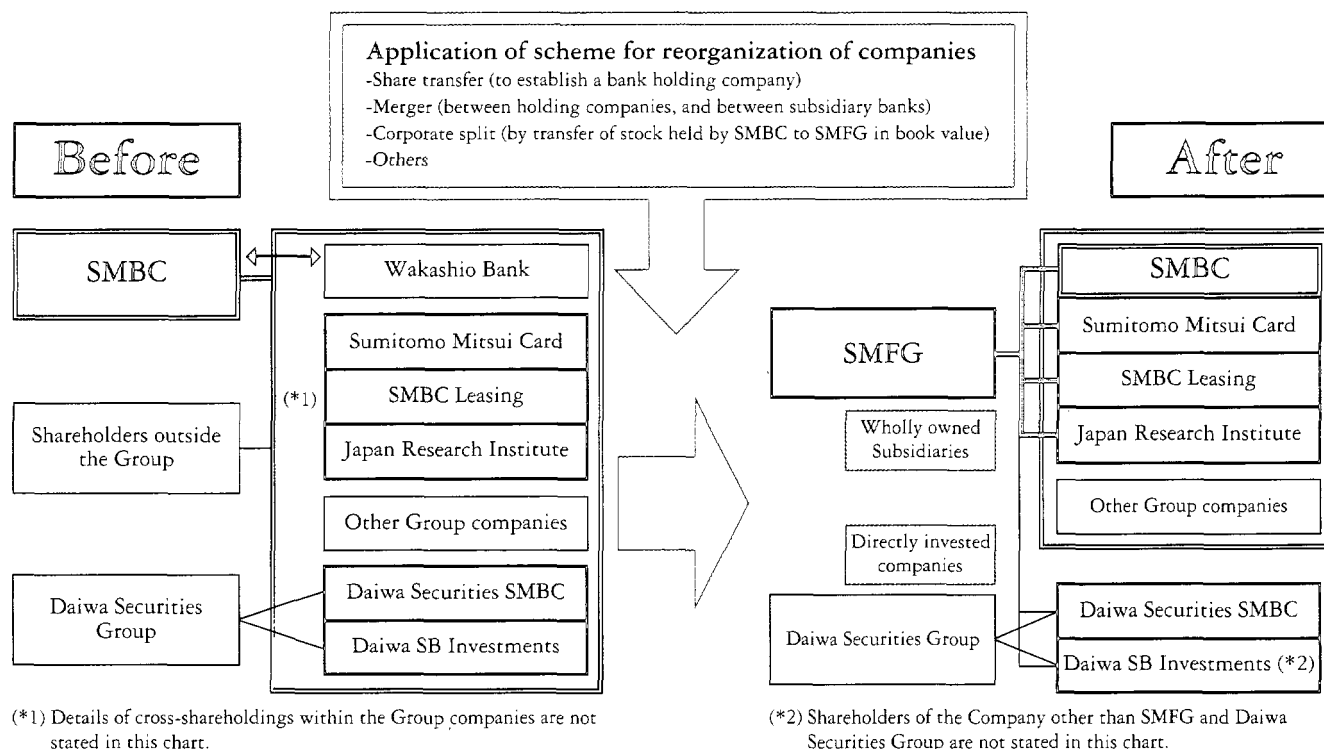 Application of scheme for reorganization of companies
-Share transfer (to establish a bank holding company)
-Merger (between holding companies, and between subsidiary banks)
-Corporate split (by transfer of stock held by SMBC to SMFG in book value)
-Others
Before
SMBC
Wakashio Bank
Sumitomo Mitsui Card
(*1)
SMBC Leasing
Shareholders outside
the Group
Japan Research Institute
Other Group companies
Daiwa Securities
Group
Daiwa Securities SMBC
Daiwa SB Investments
(*1) Details of cross-shareholdings within the Group companies are not
stated in this chart.
After
SMBC
Sumitomo Mitsui Card
SMFG
SMBC Leasing
Wholly owned
Subsidiaries
Japan Research Institute
Other Group companies
Directly invested
companies
Daiwa Securities Group
Daiwa Securities SMBC
Daiwa SB Investments (*2)
(*2) Shareholders of the Company other than SMFG and Daiwa
Securities Group are not stated in this chart.